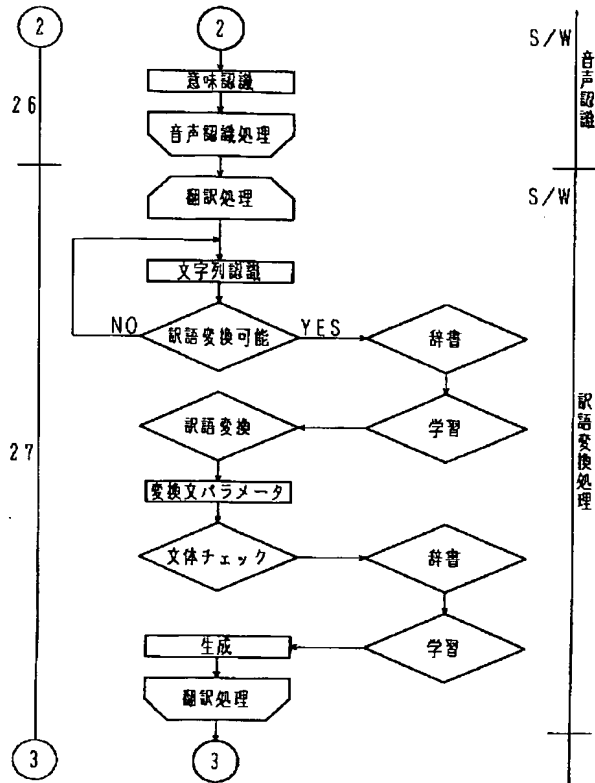 2
2
S/W
意味認識
26
音声認識
音声認識処理
翻訳処理
S/W
文字列認識
NO
訳語変換可能
YES
辞書
訳語変換
学習
27
訳語変換処理
変換文パラメータ
文体チェック
辞書
生成
学習
翻訳処理
3
3